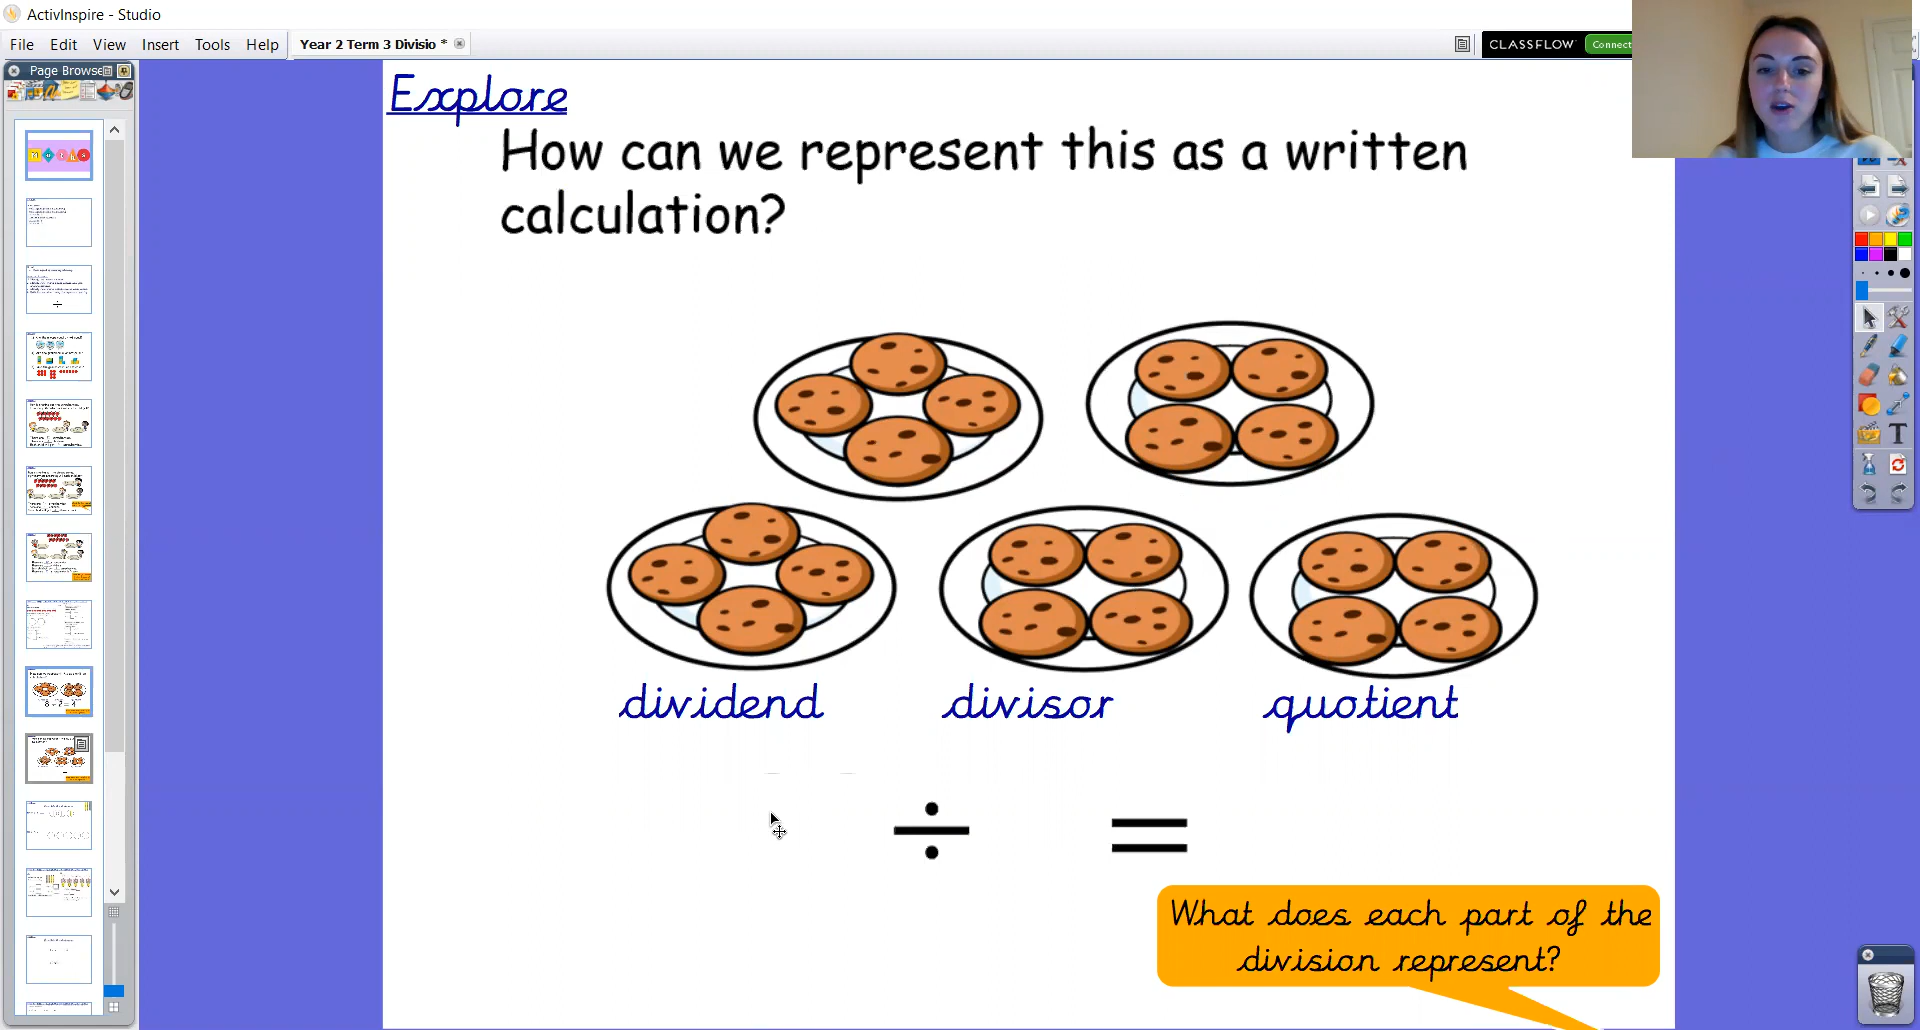 ActivInspire - Studio
File Edit View Insert Tools Help
Year 2 Term 3 Divisio *
CLASSFLOW Connect
Page Browse
Explore
How can we represent this as a written
calculation?
dividend divisor quotient
÷ =
What does each part of the
division represent?